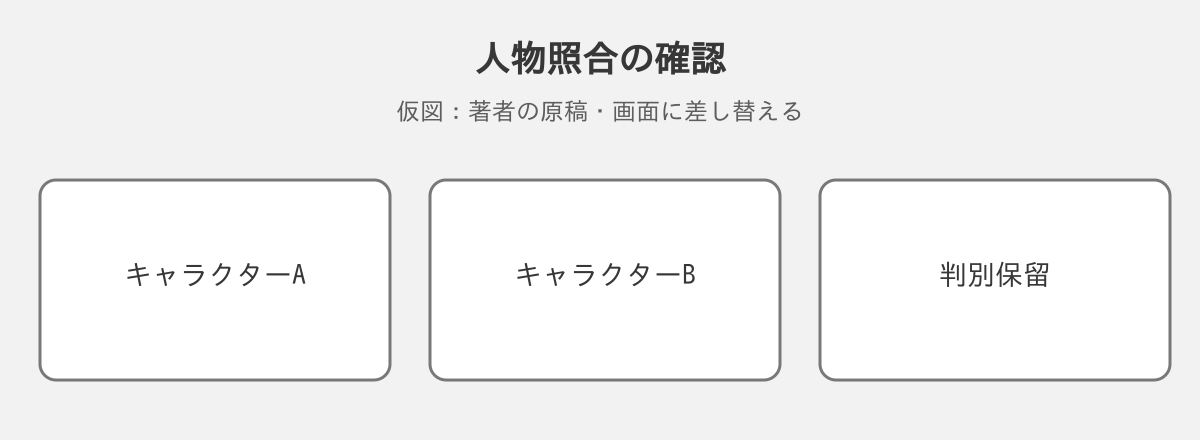 人物照合の確認
仮図：著者の原稿・画面に差し替える
キャラクターA
キャラクターB
判別保留